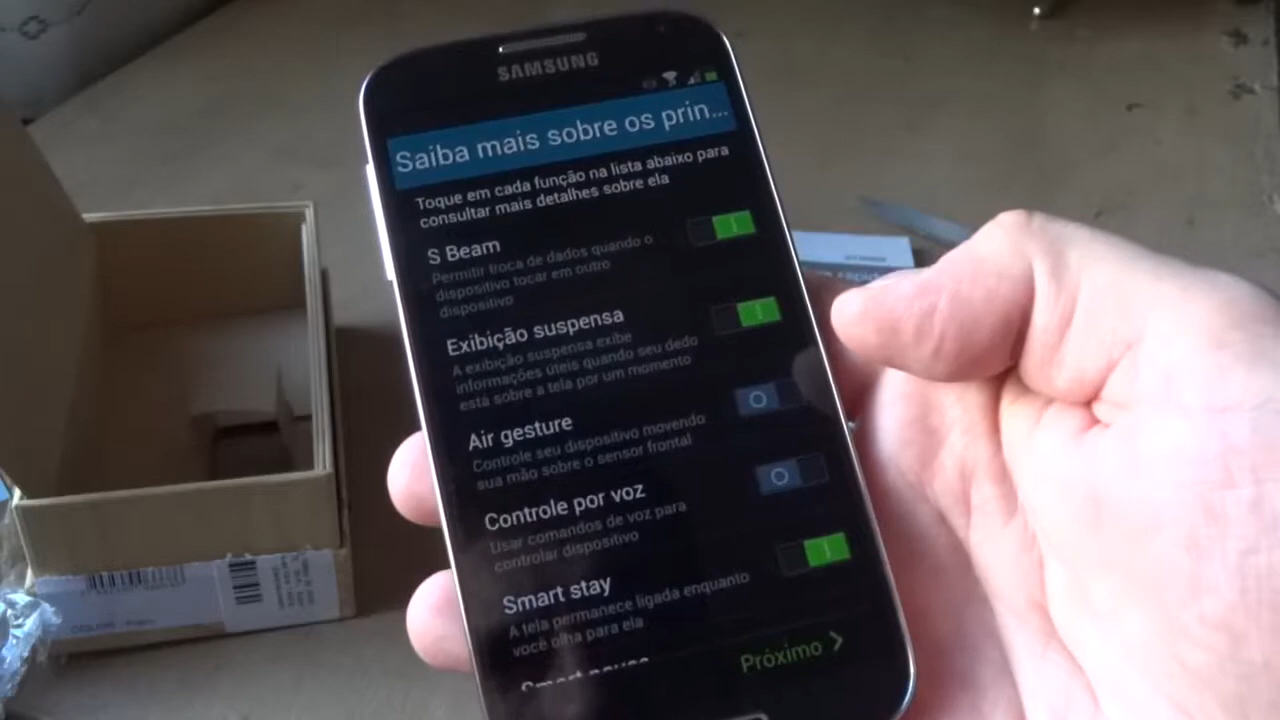 SAMSUNG
Saiba mais sobre os prin...
Toque em cada função na lista abaixo para
consultar mais detalhes sobre ela
S Beam
Permitir troca de dados quando o
dispositivo tocar em outro
dispositivo
Exibição suspensa
A exibição suspensa exibe
informações úteis quando seu dedo
está sobre a tela por um momento
Air gesture
Controle seu dispositivo movendo
sua mão sobre o sensor frontal
Controle por voz
Usar comandos de voz para
controlar dispositivo
Smart stay
A tela permanece ligada enquanto
você olha para ela
Smart pause
Próximo >